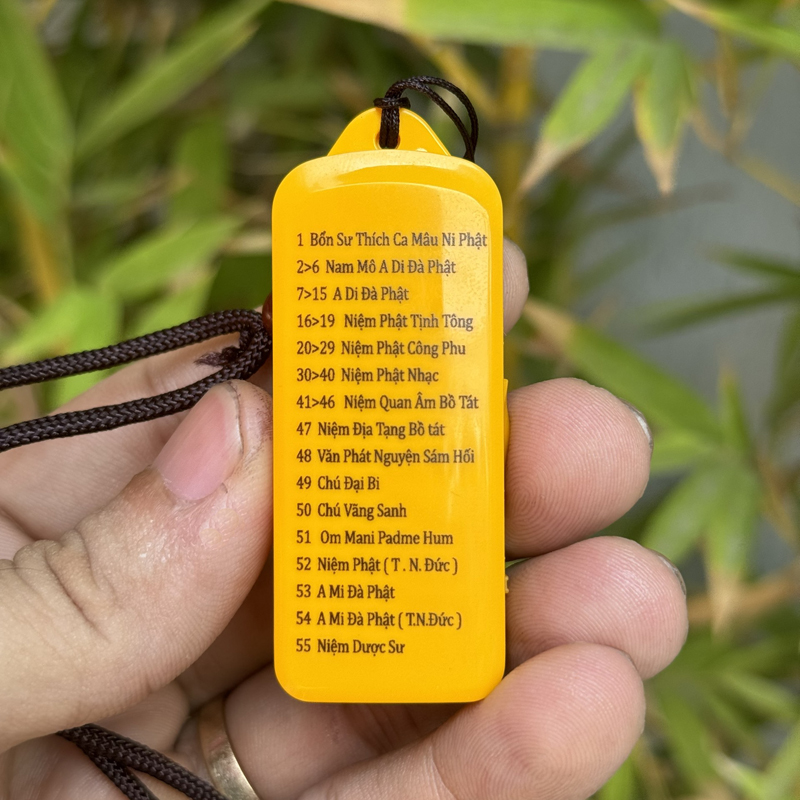 1 Bổn Sư Thích Ca Mâu Ni Phật
2>6 Nam Mô A Di Đà Phật
7>15 A Di Đà Phật
16>19 Niệm Phật Tịnh Tông
20>29 Niệm Phật Công Phu
30>40 Niệm Phật Nhạc
41>46 Niệm Quan Âm Bồ Tát
47 Niệm Địa Tạng Bồ tát
48 Văn Phát Nguyện Sám Hối
49 Chú Đại Bi
50 Chú Vãng Sanh
51 Om Mani Padme Hum
52 Niệm Phật ( T . N. Đức )
53 A Mi Đà Phật
54 A Mi Đà Phật ( T.N.Đức )
55 Niệm Dược Sư